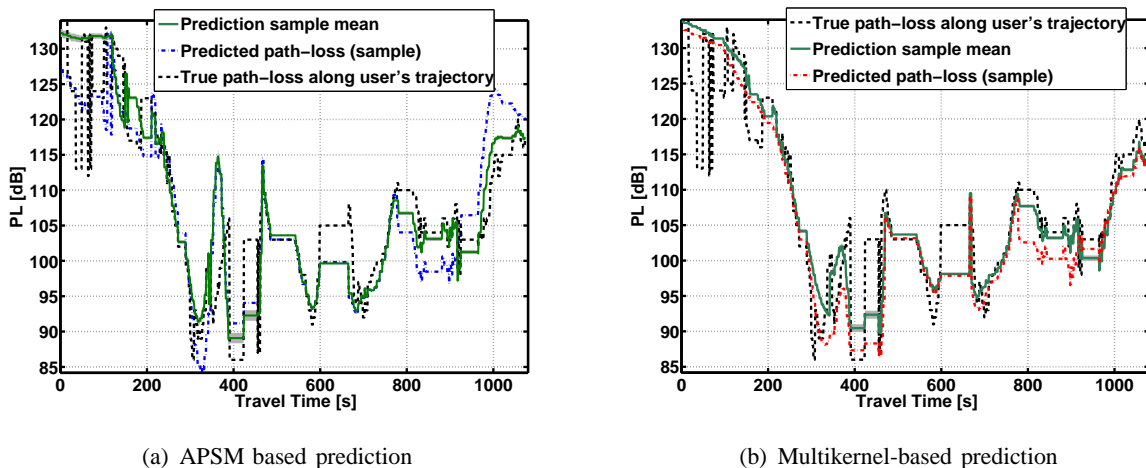 Prediction sample mean
Predicted path-loss (sample)
True path-loss along user's trajectory
130
125
120
115
110
105
100
95
90
85
PL [dB]
0 200 400 600 800 1000
Travel Time [s]
(a) APSM based prediction
True path-loss along user's trajectory
Prediction sample mean
Predicted path-loss (sample)
130
125
120
115
110
105
100
95
90
85
PL [dB]
0 200 400 600 800 1000
Travel Time [s]
(b) Multikernel-based prediction